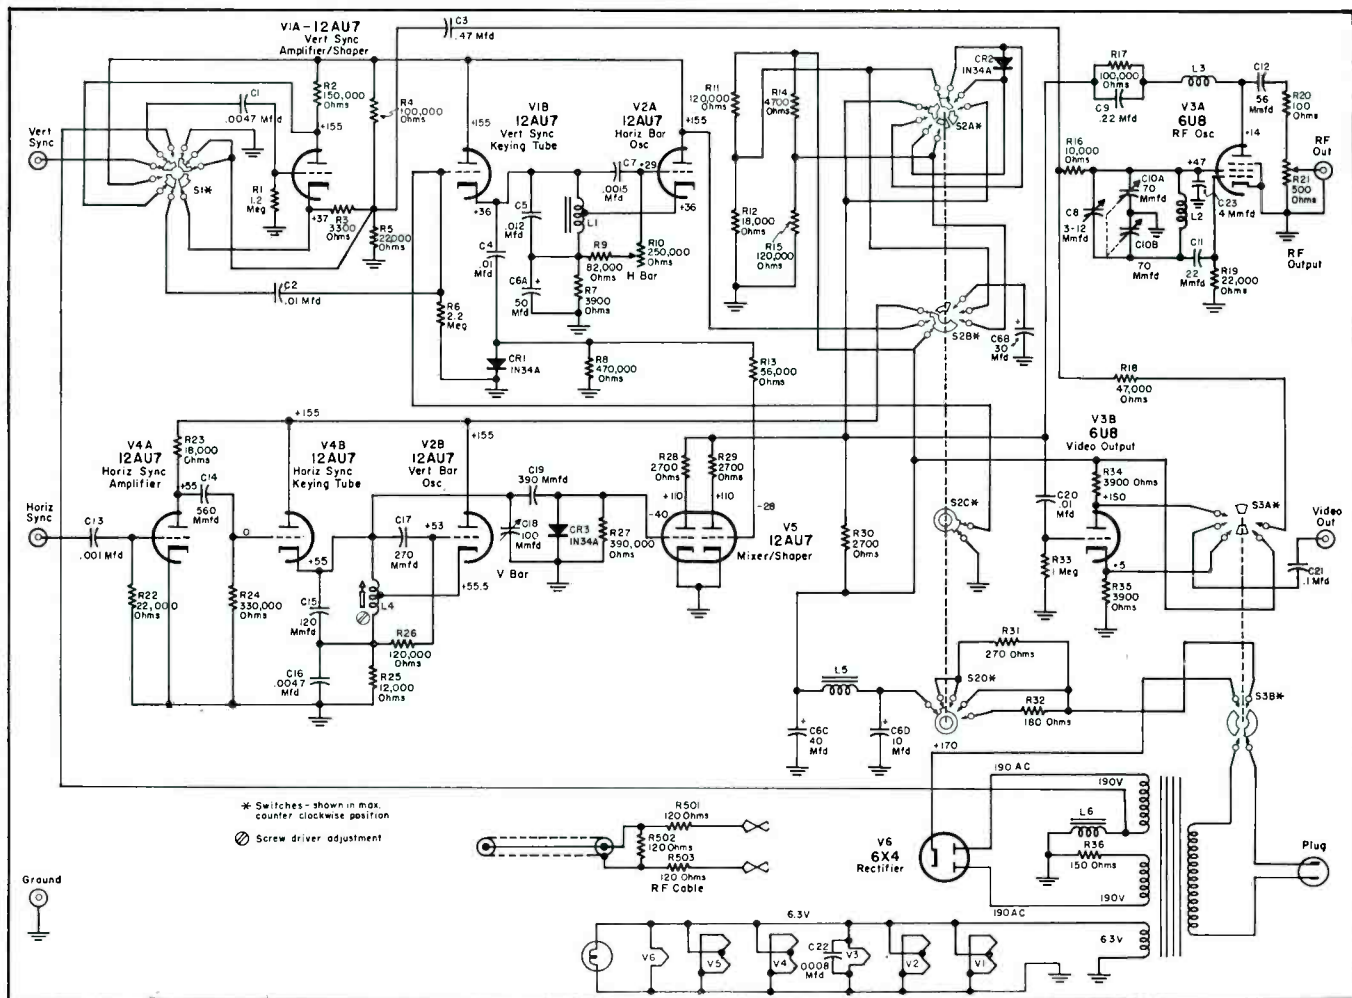 V1A-12AU7
Vert Sync
Amplifier/Shaper
C3
.47 Mfd
R2
150,000
Ohms
R4
100,000
Ohms
C1
.0047 Mfd
+155
Vert
Sync
S1*
R1
1.2
Meg
+37
R3
3300
Ohms
R5
22000
Ohms
C2
.01 Mfd
V1B
12AU7
Vert Sync
Keying Tube
+155
+36
C4
.01
Mfd
C5
.012
Mfd
C6A
50
Mfd
L1
C7
.0015
Mfd
+29
V2A
12AU7
Horiz Bar
Osc
+155
+36
R9
82,000
Ohms
R10
250,000
Ohms
H Bar
R7
3900
Ohms
R6
2.2
Meg
CR1
1N34A
R8
470,000
Ohms
R13
56,000
Ohms
R11
120,000
Ohms
R14
4700
Ohms
R12
18,000
Ohms
R15
120,000
Ohms
CR2
1N34A
S2A*
S2B*
C6B
30
Mfd
R17
100,000
Ohms
C9
.22 Mfd
L3
C12
56
Mmfd
V3A
6U8
RF Osc
+14
R20
100
Ohms
RF
Out
R21
500
Ohms
RF
Output
R16
10,000
Ohms
C8
3-12
Mmfd
C10A
70
Mmfd
C10B
70
Mmfd
L2
+47
C23
4 Mmfd
C11
22
Mmfd
R19
22,000
Ohms
R18
47,000
Ohms
V4A
12AU7
Horiz Sync
Amplifier
R23
18,000
Ohms
+55
C14
560
Mmfd
+155
V4B
12AU7
Horiz Sync
Keying Tube
0
+55
V2B
12AU7
Vert Bar
Osc
+155
C17
270
Mmfd
+53
+55.5
Horiz
Sync
C13
.001 Mfd
R22
22,000
Ohms
R24
330,000
Ohms
C15
120
Mmfd
C16
.0047
Mfd
L4
R26
120,000
Ohms
R25
12,000
Ohms
C19
390 Mmfd
C18
100
Mmfd
V Bar
CR3
1N34A
R27
390,000
Ohms
R28
2700
Ohms
R29
2700
Ohms
+110
+110
-40
-28
V5
12AU7
Mixer/Shaper
R30
2700
Ohms
S2C*
V3B
6U8
Video Output
C20
.01
Mfd
R34
3900 Ohms
+150
R33
1 Meg
+5
R35
3900
Ohms
S3A*
Video
Out
C21
.1 Mfd
L5
C6C
40
Mfd
C6D
10
Mfd
S2D*
R31
270 Ohms
R32
180 Ohms
S3B*
+170
190 AC
190V
L6
R36
150 Ohms
190V
190AC
V6
6X4
Rectifier
Plug
* Switches - shown in max.
counter clockwise position
Screw driver adjustment
R501
120 Ohms
R502
120 Ohms
R503
120 Ohms
RF Cable
Ground
6.3V
63V
V6
V5
V4
C22
.0008
Mfd
V3
V2
V1